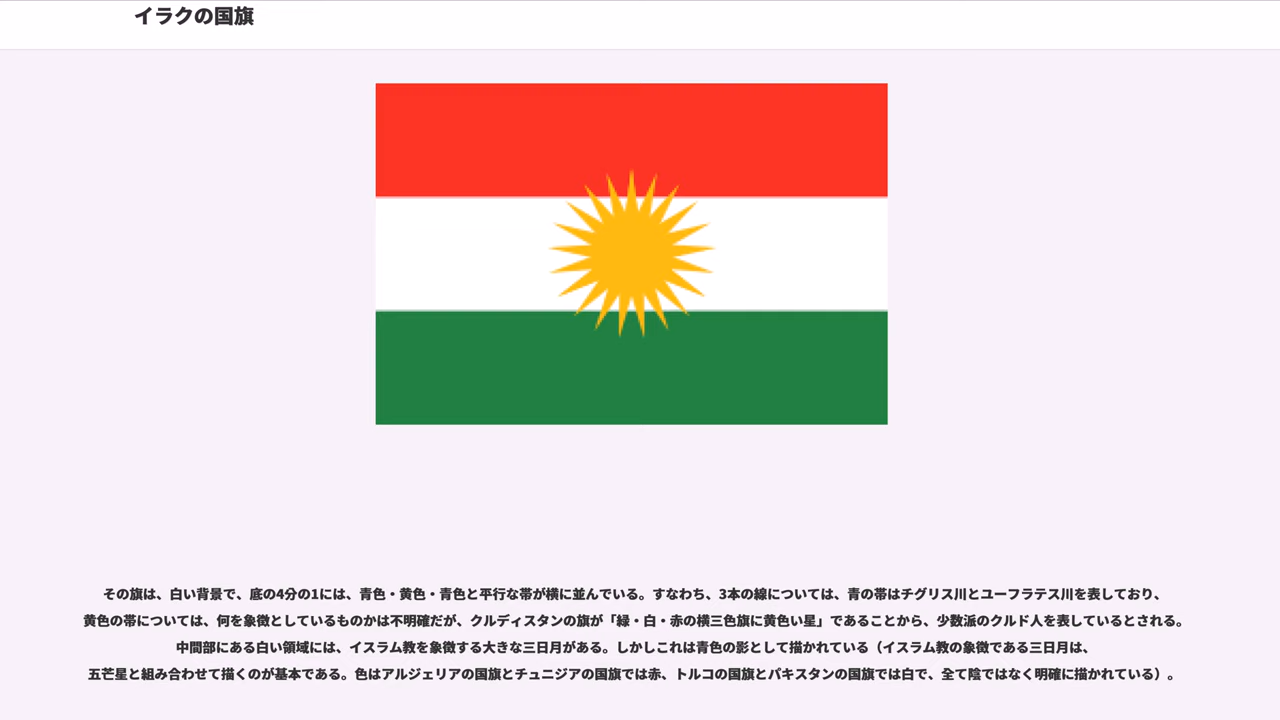 イラクの国旗
その旗は、白い背景で、底の4分の1には、青色・黄色・青色と平行な帯が横に並んでいる。すなわち、3本の線については、青の帯はチグリス川とユーフラテス川を表しており、
黄色の帯については、何を象徴としているものかは不明確だが、クルディスタンの旗が「緑・白・赤の横三色旗に黄色い星」であることから、少数派のクルド人を表しているとされる。
中間部にある白い領域には、イスラム教を象徴する大きな三日月がある。しかしこれは青色の影として描かれている（イスラム教の象徴である三日月は、
五芒星と組み合わせて描くのが基本である。色はアルジェリアの国旗とチュニジアの国旗では赤、トルコの国旗とパキスタンの国旗では白で、全て陰ではなく明確に描かれている）。